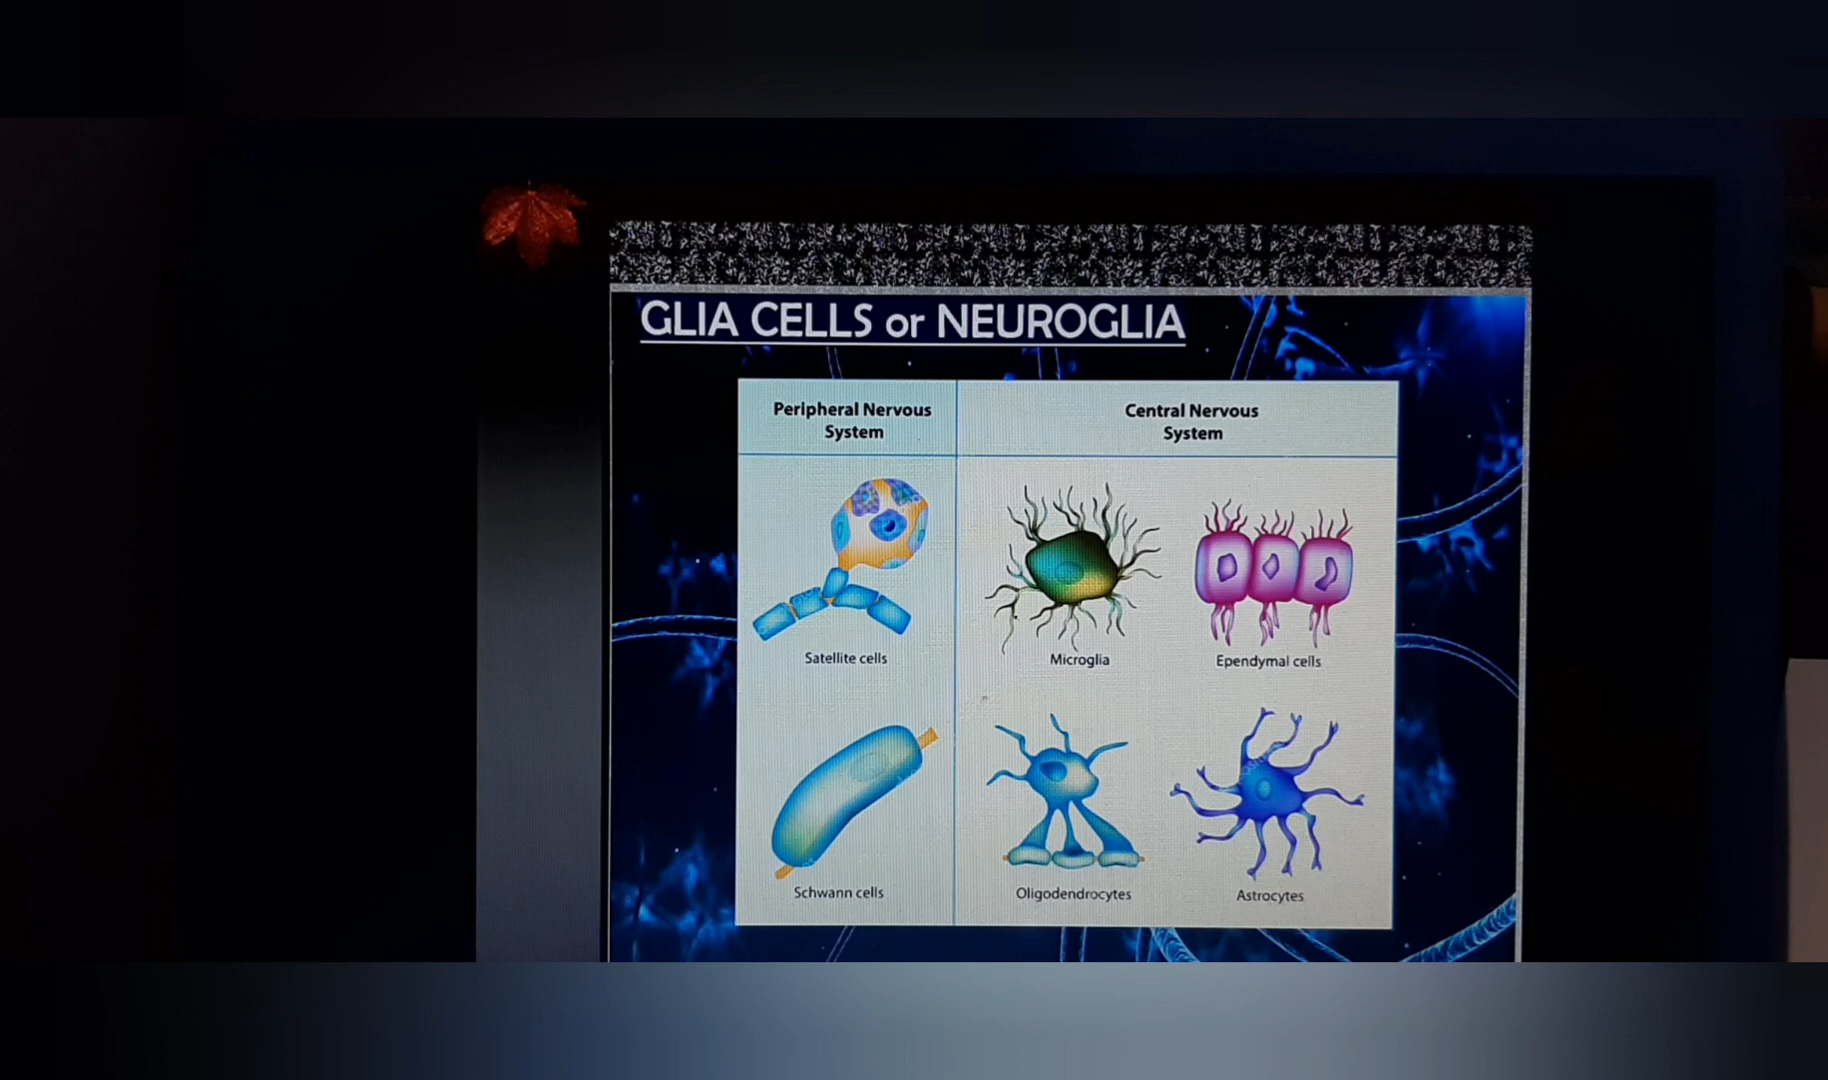 GLIA CELLS or NEUROGLIA
Peripheral Nervous
System
Central Nervous
System
Satellite cells
Microglia
Ependymal cells
Schwann cells
Oligodendrocytes
Astrocytes